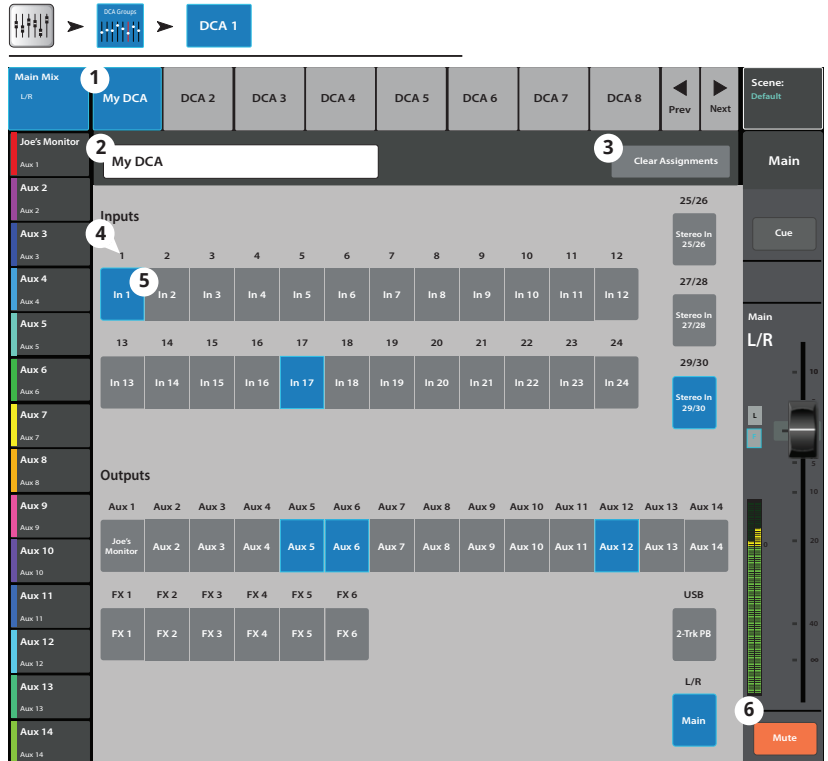 DCA Groups
DCA 1
Main Mix
L/R
1
My DCA
DCA 2
DCA 3
DCA 4
DCA 5
DCA 6
DCA 7
DCA 8
Prev
Next
Scene:
Default
Joe's Monitor
Aux 1
2
My DCA
3
Clear Assignments
Main
Aux 2
Aux 2
Aux 3
Aux 3
Aux 4
Aux 4
Aux 5
Aux 5
Aux 6
Aux 6
Aux 7
Aux 7
Aux 8
Aux 8
Aux 9
Aux 9
Aux 10
Aux 10
Aux 11
Aux 11
Aux 12
Aux 12
Aux 13
Aux 13
Aux 14
Aux 14
Inputs
4
1 2 3 4 5 6 7 8 9 10 11 12
5
In 1 In 2 In 3 In 4 In 5 In 6 In 7 In 8 In 9 In 10 In 11 In 12
13 14 15 16 17 18 19 20 21 22 23 24
In 13 In 14 In 15 In 16 In 17 In 18 In 19 In 20 In 21 In 22 In 23 In 24
25/26
Stereo In
25/26
27/28
Stereo In
27/28
29/30
Stereo In
29/30
Outputs
Aux 1 Aux 2 Aux 3 Aux 4 Aux 5 Aux 6 Aux 7 Aux 8 Aux 9 Aux 10 Aux 11 Aux 12 Aux 13 Aux 14
Joe's
Monitor
Aux 2 Aux 3 Aux 4 Aux 5 Aux 6 Aux 7 Aux 8 Aux 9 Aux 10 Aux 11 Aux 12 Aux 13 Aux 14
FX 1 FX 2 FX 3 FX 4 FX 5 FX 6
FX 1 FX 2 FX 3 FX 4 FX 5 FX 6
USB
2-Trk PB
L/R
Main
Cue
Main
L/R
10
L
5
10
0
20
40
∞
6
Mute